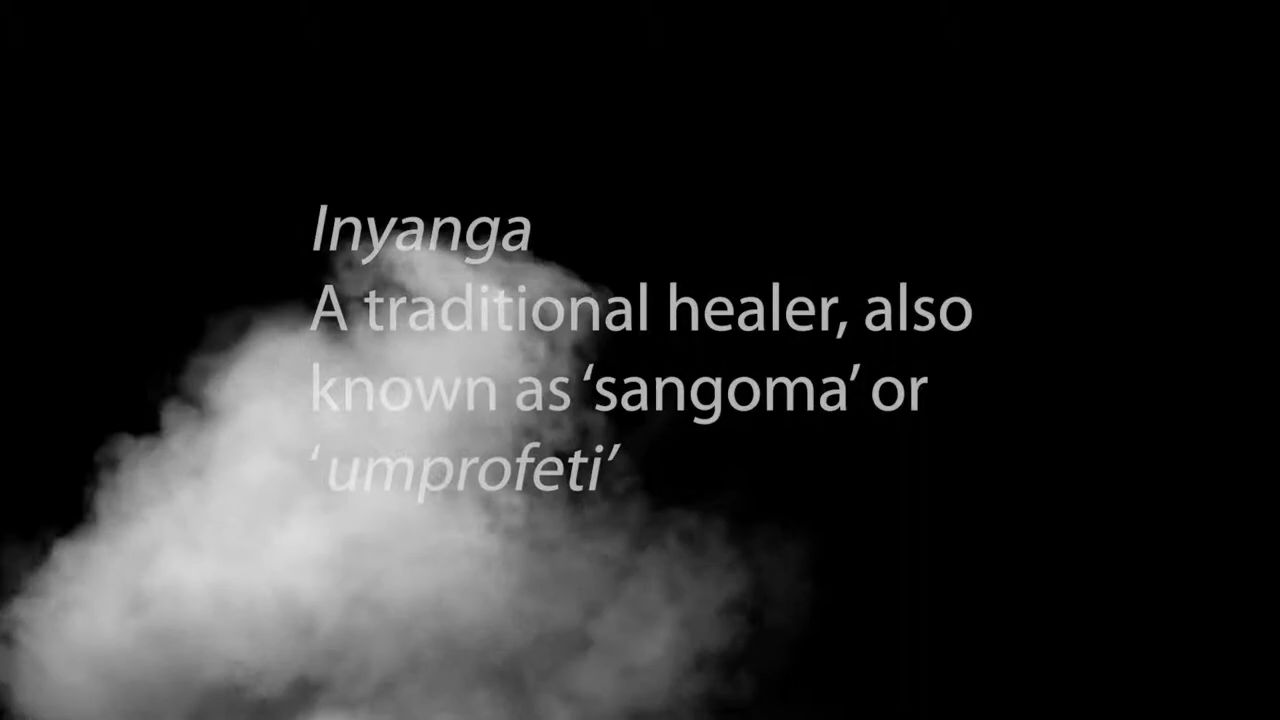 Inyanga
A traditional healer, also
known as ‘sangoma’ or
‘umprofeti’